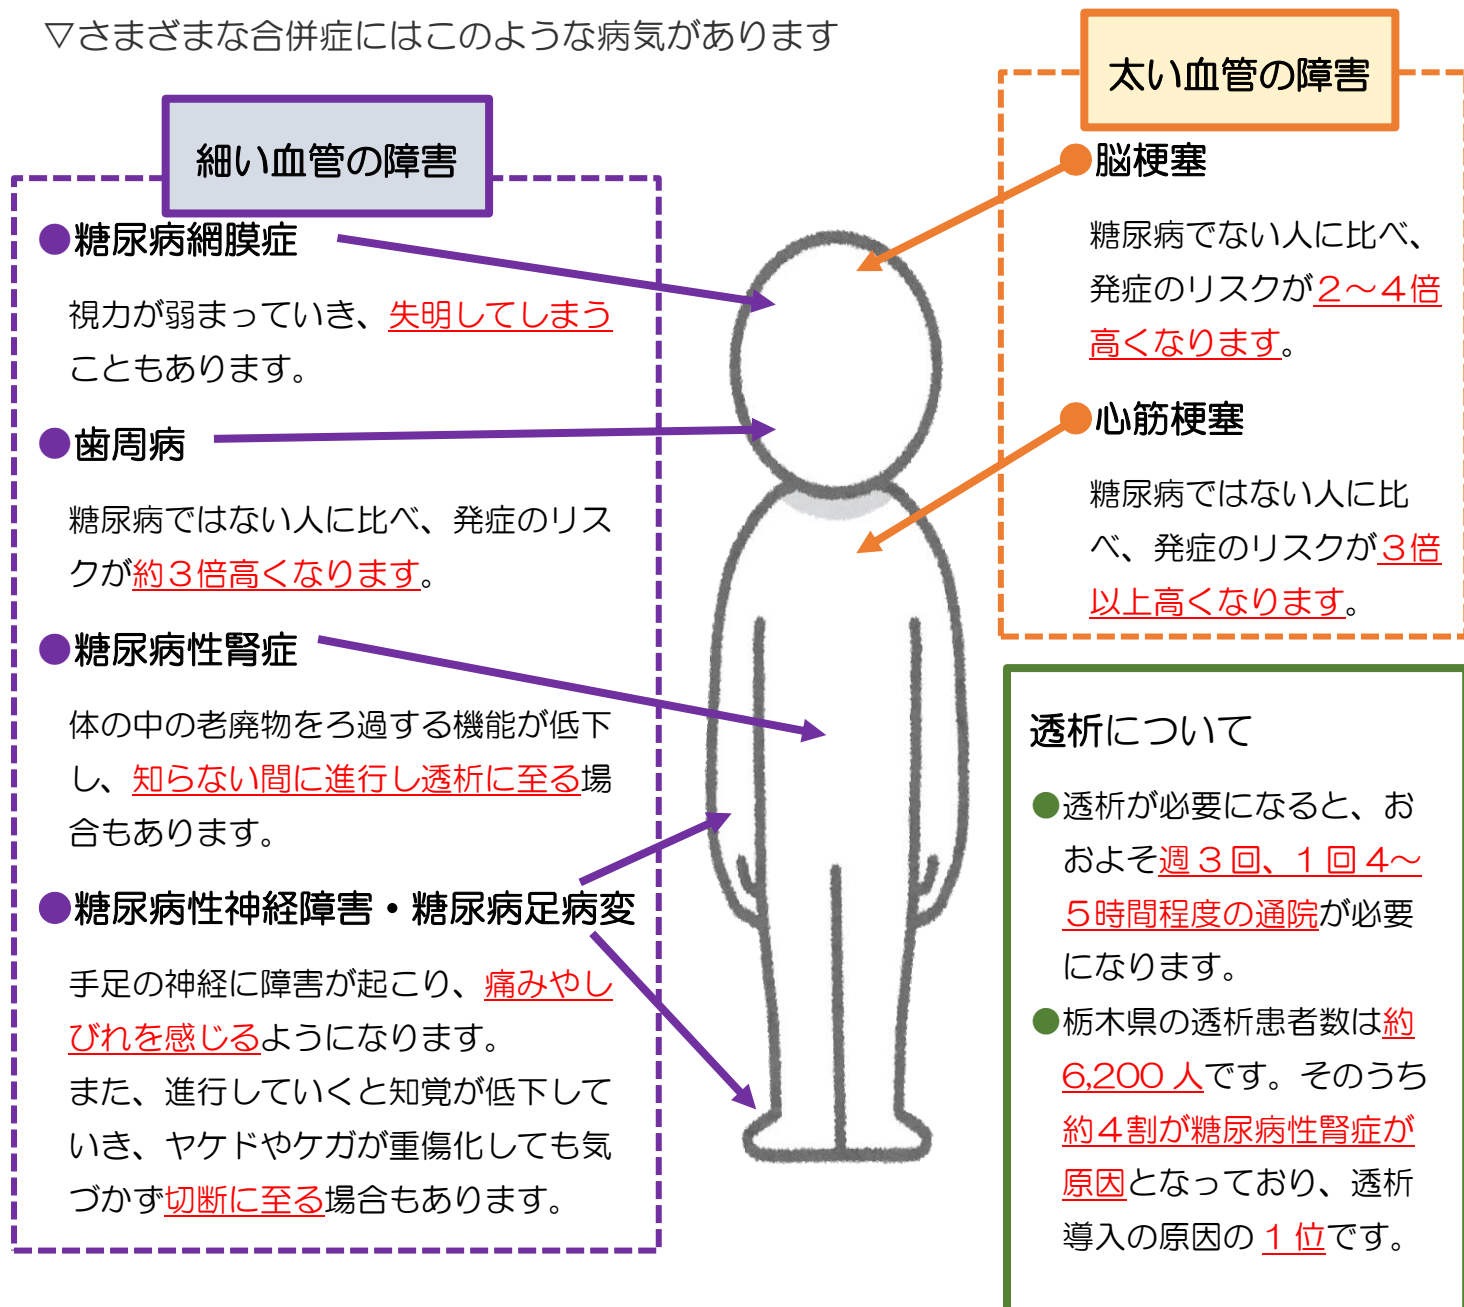 ▽さまざまな合併症にはこのような病気があります
細い血管の障害
●糖尿病網膜症
視力が弱まっていき、失明してしまう
こともあります。
●歯周病
糖尿病ではない人に比べ、発症のリス
クが約３倍高くなります。
●糖尿病性腎症
体の中の老廃物をろ過する機能が低下
し、知らない間に進行し透析に至る場
合もあります。
●糖尿病性神経障害・糖尿病足病変
手足の神経に障害が起こり、痛みやし
びれを感じるようになります。
また、進行していくと知覚が低下して
いき、ヤケドやケガが重傷化しても気
づかず切断に至る場合もあります。
太い血管の障害
●脳梗塞
糖尿病でない人に比べ、
発症のリスクが２～４倍
高くなります。
●心筋梗塞
糖尿病ではない人に比
べ、発症のリスクが３倍
以上高くなります。
透析について
●透析が必要になると、お
およそ週３回、１回 4～
５時間程度の通院が必要
になります。
●栃木県の透析患者数は約
6,200 人です。そのうち
約４割が糖尿病性腎症が
原因となっており、透析
導入の原因の１位です。